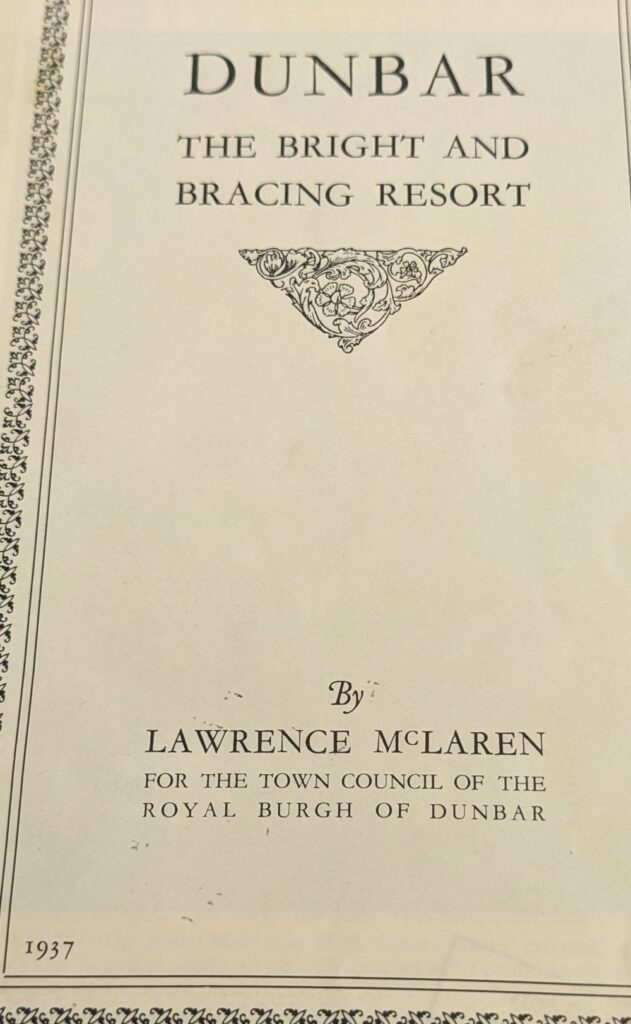 DUNBAR
THE BRIGHT AND
BRACING RESORT
By
LAWRENCE McLAREN
FOR THE TOWN COUNCIL OF THE
ROYAL BURGH OF DUNBAR
1937